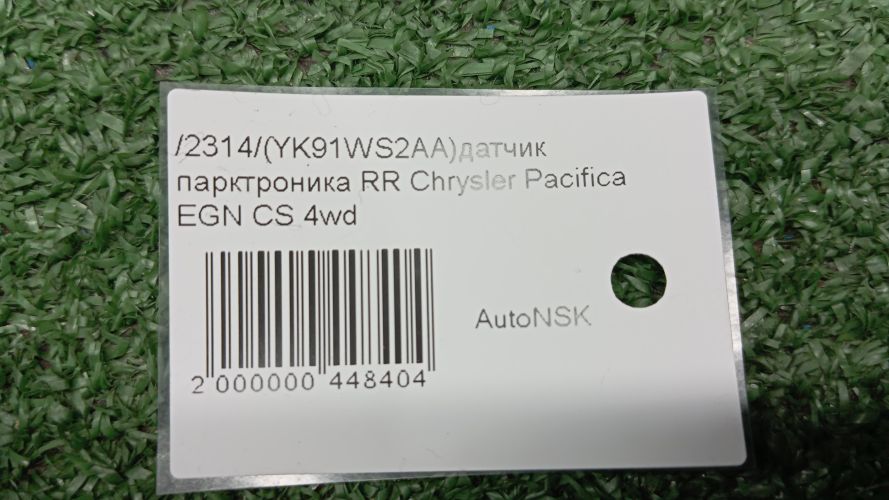 /2314/(YK91WS2AA)датчик
парктроника RR Chrysler Pacifica
EGN CS 4wd
AutoNSK
2 000000 448404